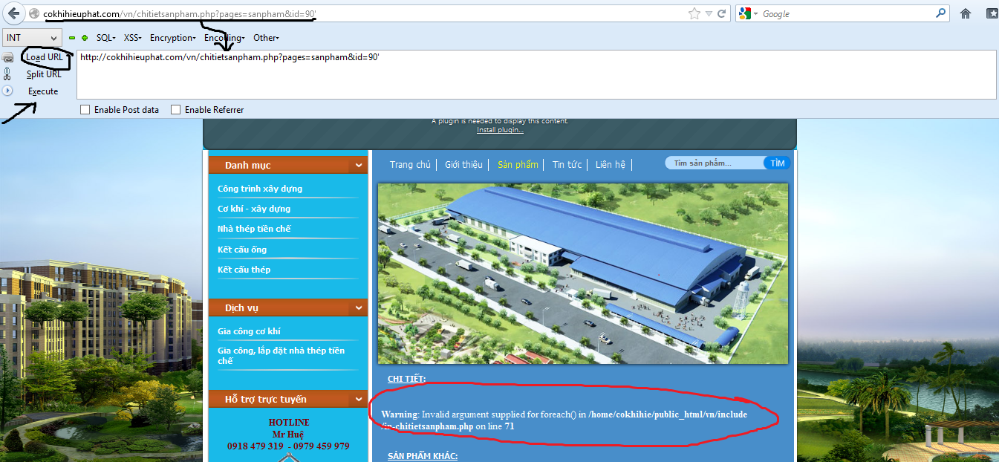 cokhihieuphat.com/vn/chitietsanpham.php?pages=sanpham&id=90'
Google
INT
SQL
XSS
Encryption
Encoding
Other
Load URL
http://cokhihieuphat.com/vn/chitietsanpham.php?pages=sanpham&id=90'
Split URL
Execute
Enable Post data
Enable Referrer
A plugin is needed to display this content.
Install plugin...
Danh mục
Trang chủ
Giới thiệu
Sản phẩm
Tin tức
Liên hệ
Tìm sản phẩm...
TÌM
Công trình xây dựng
Cơ khí - xây dựng
Nhà thép tiền chế
Kết cấu ống
Kết cấu thép
Dịch vụ
Gia công cơ khí
Gia công, lắp đặt nhà thép tiền
chế
Hỗ trợ trực tuyến
HOTLINE
Mr Huệ
0918 479 319 - 0979 459 979
CHI TIẾT:
Warning: Invalid argument supplied for foreach() in /home/cokhihie/public_html/vn/include
/in-chitietsanpham.php on line 71
SẢN PHẨM KHÁC: